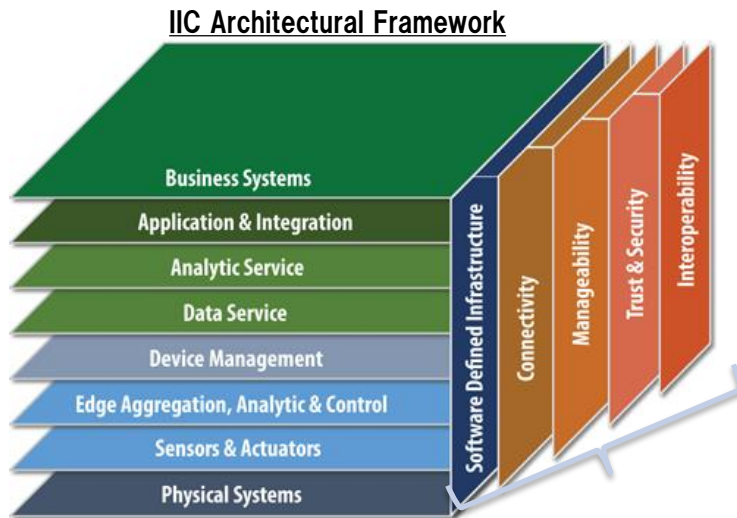 IIC Architectural Framework
Business Systems
Application & Integration
Analytic Service
Data Service
Device Management
Edge Aggregation, Analytic & Control
Sensors & Actuators
Physical Systems
Software Defined Infrastructure
Connectivity
Manageability
Trust & Security
Interoperability